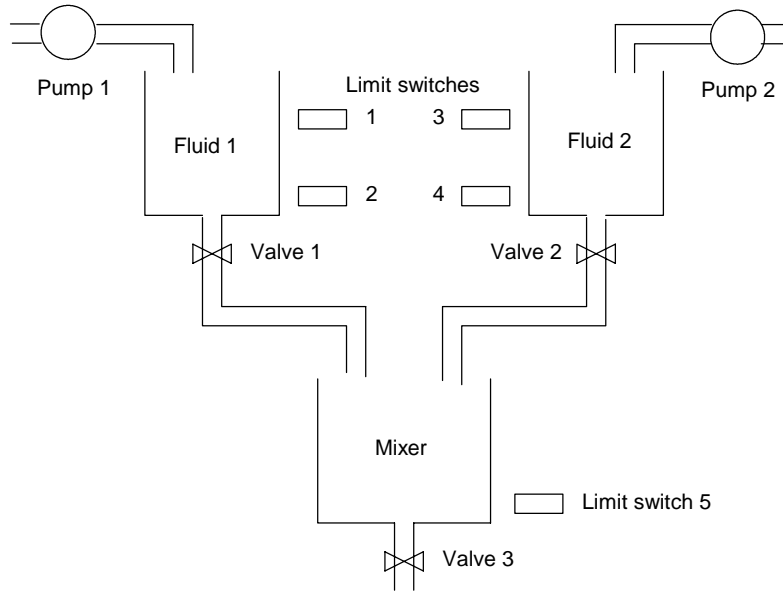 Pump 1
Limit switches
Pump 2
1
3
Fluid 1
Fluid 2
2
4
Valve 1
Valve 2
Mixer
Limit switch 5
Valve 3